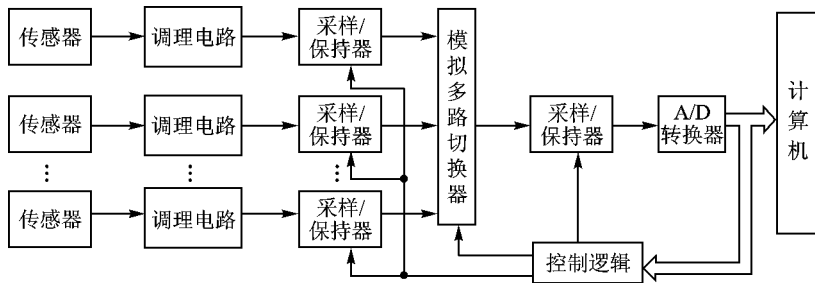 传感器
调理电路
采样/
保持器
传感器
调理电路
采样/
保持器
传感器
调理电路
采样/
保持器
模拟多路切换器
采样/
保持器
A/D
转换器
计算机
控制逻辑